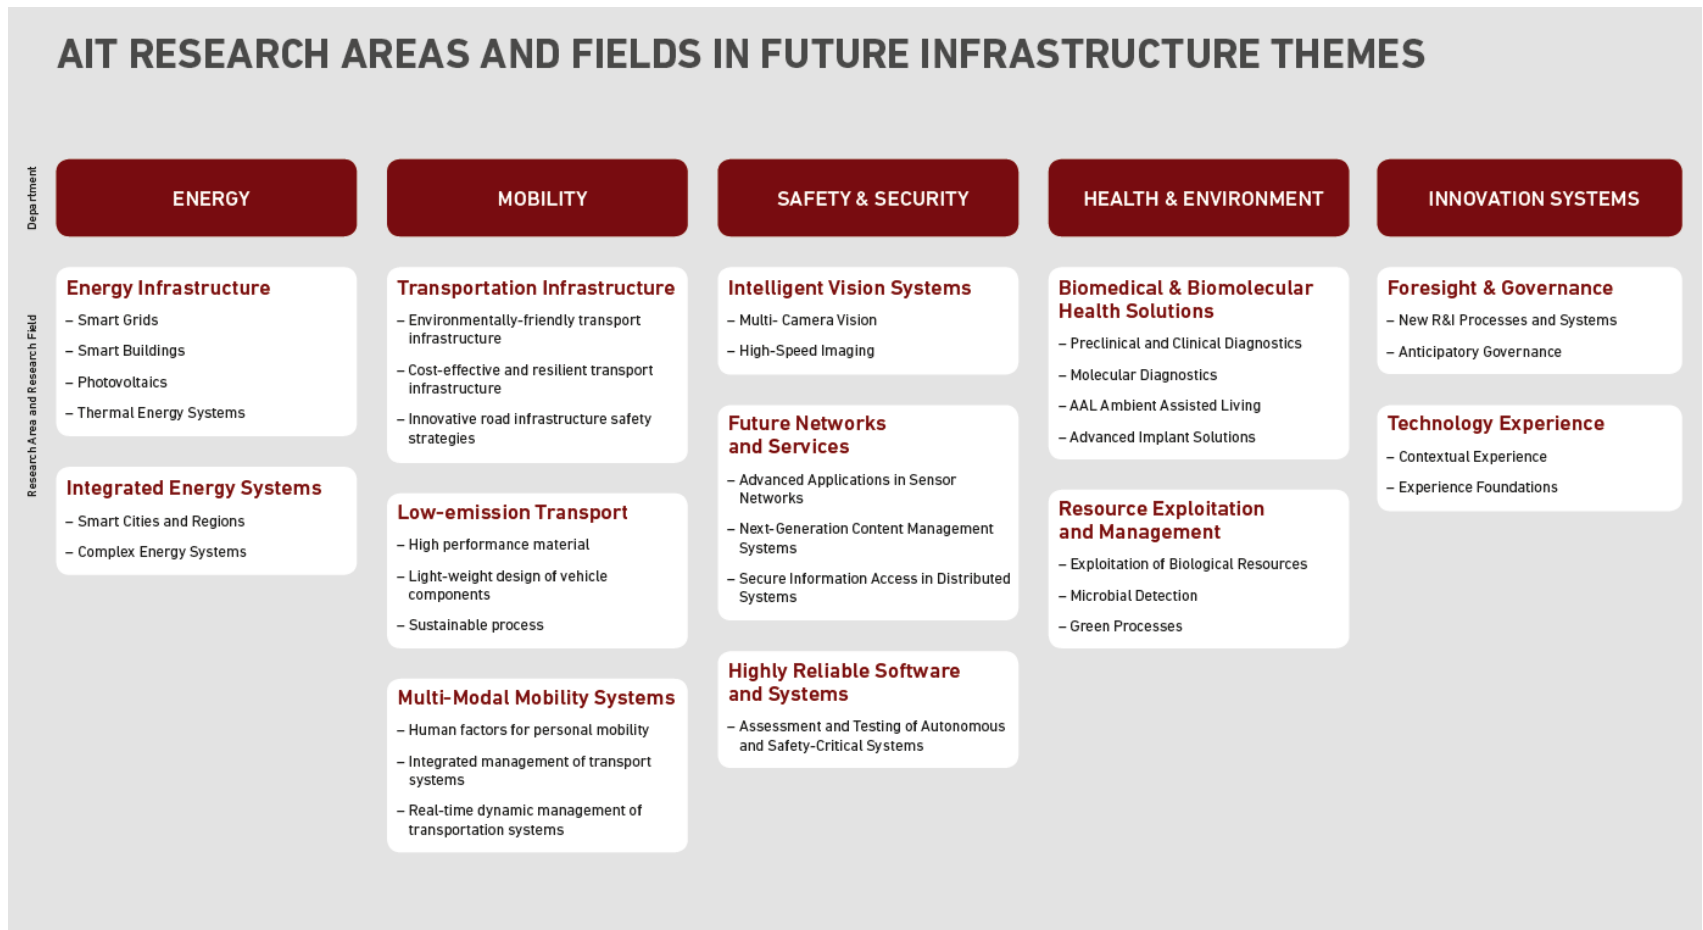 AIT RESEARCH AREAS AND FIELDS IN FUTURE INFRASTRUCTURE THEMES
Department
ENERGY
MOBILITY
SAFETY & SECURITY
HEALTH & ENVIRONMENT
INNOVATION SYSTEMS
Research Area and Research Field
Energy Infrastructure
– Smart Grids
– Smart Buildings
– Photovoltaics
– Thermal Energy Systems
Integrated Energy Systems
– Smart Cities and Regions
– Complex Energy Systems
Transportation Infrastructure
– Environmentally-friendly transport
infrastructure
– Cost-effective and resilient transport
infrastructure
– Innovative road infrastructure safety
strategies
Low-emission Transport
– High performance material
– Light-weight design of vehicle
components
– Sustainable process
Multi-Modal Mobility Systems
– Human factors for personal mobility
– Integrated management of transport
systems
– Real-time dynamic management of
transportation systems
Intelligent Vision Systems
– Multi- Camera Vision
– High-Speed Imaging
Future Networks
and Services
– Advanced Applications in Sensor
Networks
– Next-Generation Content Management
Systems
– Secure Information Access in Distributed
Systems
Highly Reliable Software
and Systems
– Assessment and Testing of Autonomous
and Safety-Critical Systems
Biomedical & Biomolecular
Health Solutions
– Preclinical and Clinical Diagnostics
– Molecular Diagnostics
– AAL Ambient Assisted Living
– Advanced Implant Solutions
Resource Exploitation
and Management
– Exploitation of Biological Resources
– Microbial Detection
– Green Processes
Foresight & Governance
– New R&I Processes and Systems
– Anticipatory Governance
Technology Experience
– Contextual Experience
– Experience Foundations